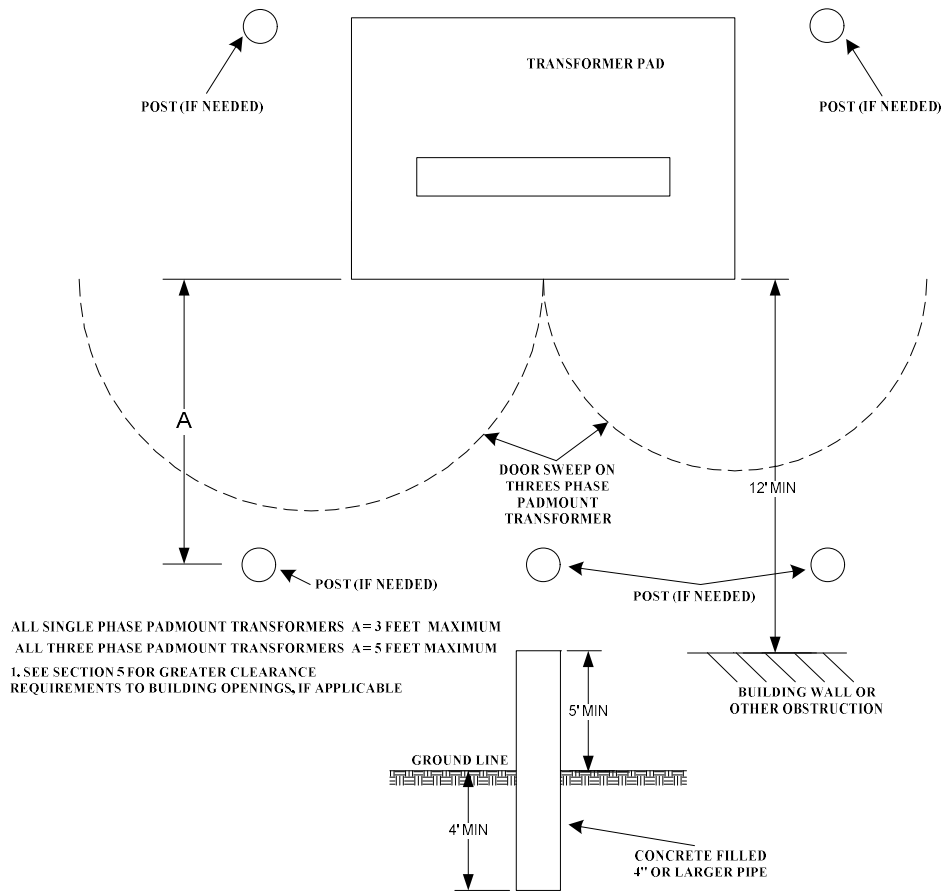 TRANSFORMER PAD
POST (IF NEEDED)
POST (IF NEEDED)
A
DOOR SWEEP ON
THREES PHASE
PADMOUNT
TRANSFORMER
12' MIN
POST (IF NEEDED)
POST (IF NEEDED)
ALL SINGLE PHASE PADMOUNT TRANSFORMERS A = 3 FEET MAXIMUM
ALL THREE PHASE PADMOUNT TRANSFORMERS A = 5 FEET MAXIMUM
1. SEE SECTION 5 FOR GREATER CLEARANCE
REQUIREMENTS TO BUILDING OPENINGS, IF APPLICABLE
BUILDING WALL OR
OTHER OBSTRUCTION
5' MIN
GROUND LINE
4' MIN
CONCRETE FILLED
4" OR LARGER PIPE